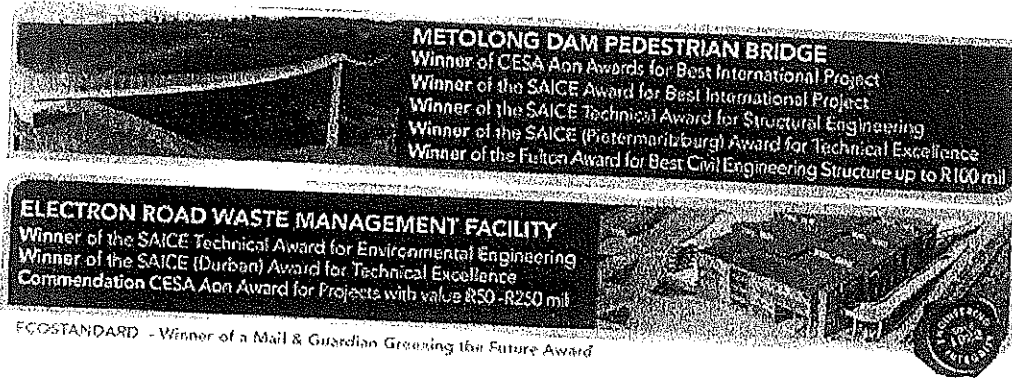 METOLONG DAM PEDESTRIAN BRIDGE
Winner of CESA Aon Awards for Best International Project
Winner of the SAICE Award for Best International Project
Winner of the SAICE Technical Award for Structural Engineering
Winner of the SAICE (Pietermaritzburg) Award for Technical Excellence
Winner of the Fulton Award for Best Civil Engineering Structure up to R100 mil
ELECTRON ROAD WASTE MANAGEMENT FACILITY
Winner of the SAICE Technical Award for Environmental Engineering
Winner of the SAICE (Durban) Award for Technical Excellence
Commendation CESA Aon Award for Projects with value R50 -R250 mil
ECOSTANDARD - Winner of a Mail & Guardian Greening the Future Award